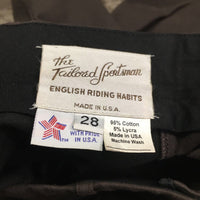 The
Tailored Sportsman
ENGLISH RIDING HABITS
MADE IN U.S.A.
28
WITH PRIDE
IN U.S.A.
95% Cotton
5% Lycra
Made in USA
Machine Wash